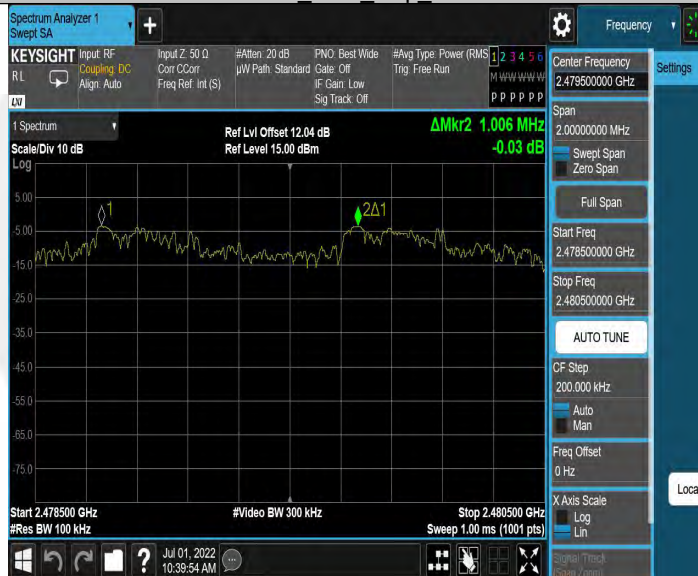 Spectrum Analyzer 1
Swept SA
Frequency
KEYSIGHT
RL
LXI
Input: RF
Coupling: DC
Align: Auto
Input Z: 50 Ω
Corr CCorr
Freq Ref: Int (S)
#Atten: 20 dB
µW Path: Standard
PNO: Best Wide
Gate: Off
IF Gain: Low
Sig Track: Off
#Avg Type: Power (RMS
Trig: Free Run
1 2 3 4 5 6
M W W W W W
P P P P P P
1 Spectrum
Scale/Div 10 dB
Ref Lvl Offset 12.04 dB
Ref Level 15.00 dBm
ΔMkr2 1.006 MHz
-0.03 dB
Log
5.00
-5.00
-15.0
-25.0
-35.0
-45.0
-55.0
-65.0
-75.0
1
2Δ1
Start 2.478500 GHz
#Res BW 100 kHz
#Video BW 300 kHz
Stop 2.480500 GHz
Sweep 1.00 ms (1001 pts)
Center Frequency
2.479500000 GHz
Settings
Span
2.00000000 MHz
Swept Span
Zero Span
Full Span
Start Freq
2.478500000 GHz
Stop Freq
2.480500000 GHz
AUTO TUNE
CF Step
200.000 kHz
Auto
Man
Freq Offset
0 Hz
Loca
X Axis Scale
Log
Lin
Signal Track
(Span Zoom)
?
Jul 01, 2022
10:39:54 AM